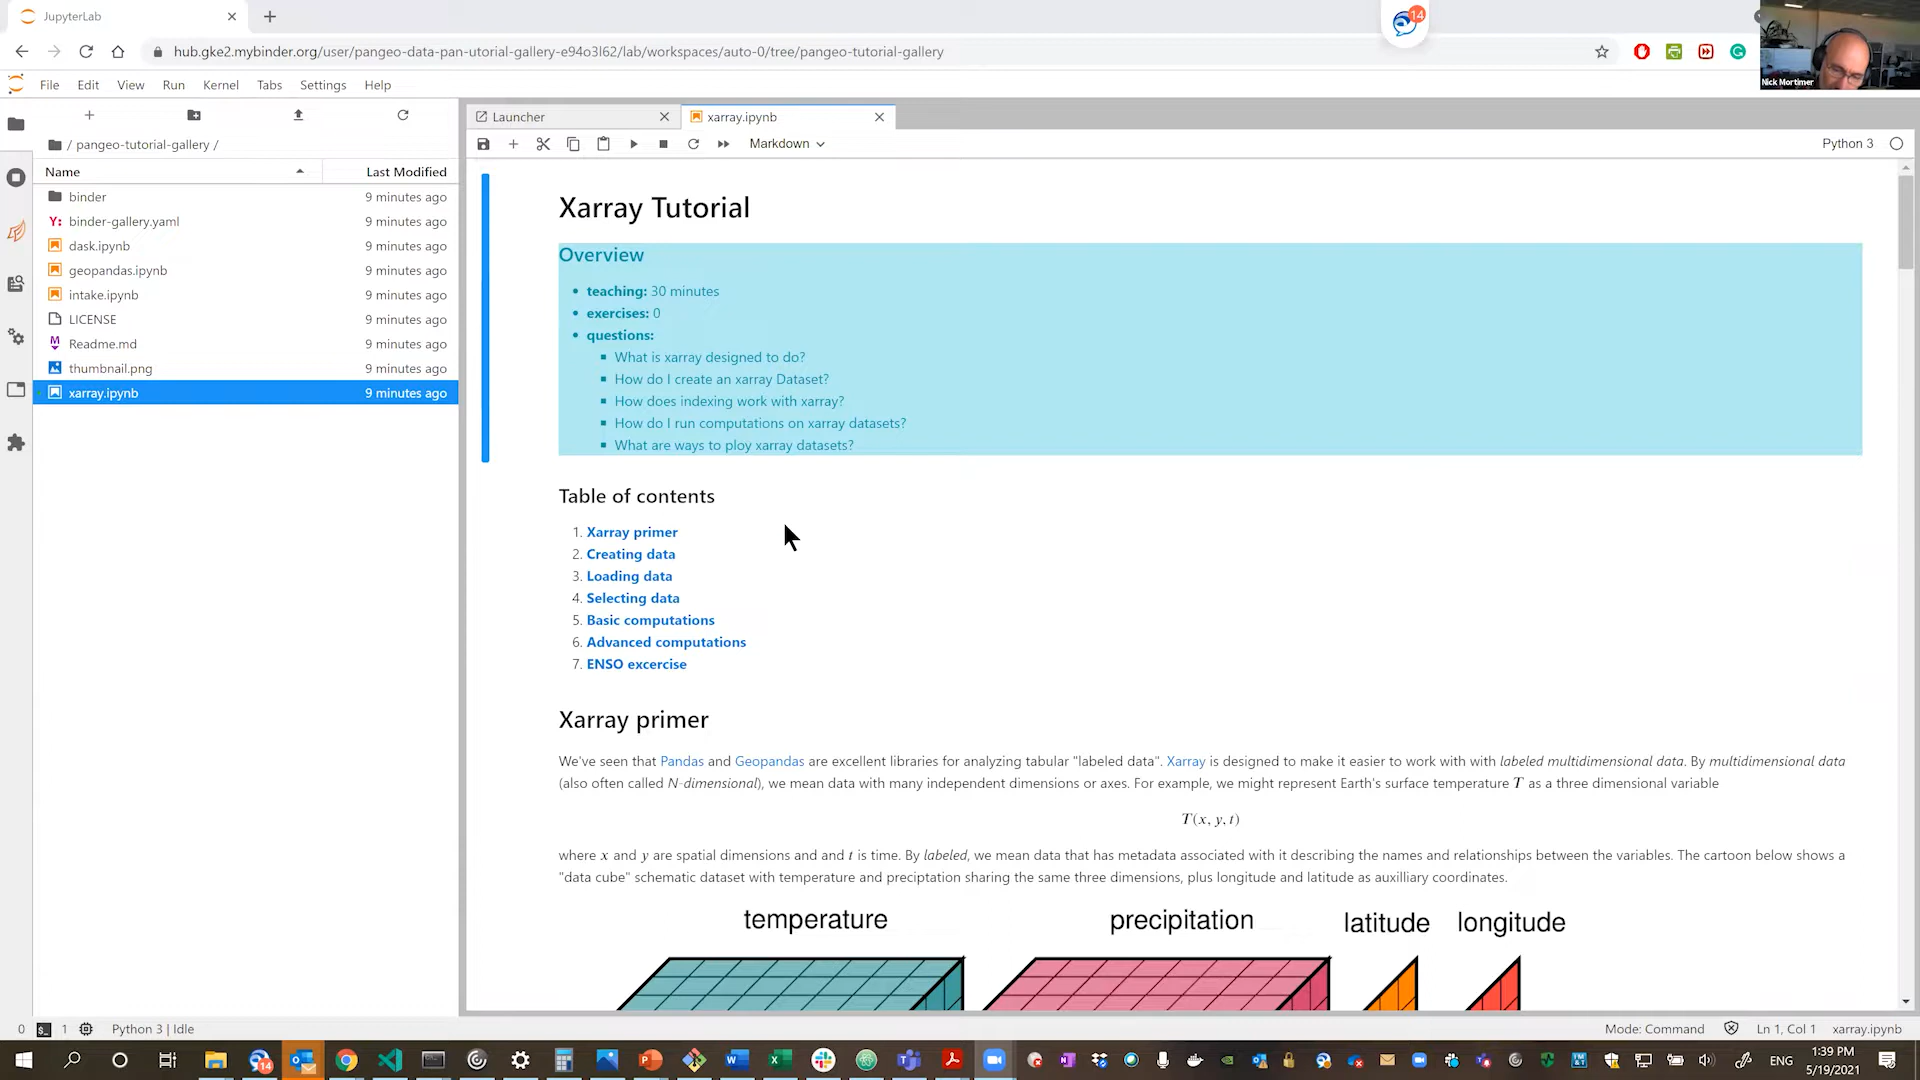 JupyterLab
14
hub.gke2.mybinder.org/user/pangeo-data-pan-utorial-gallery-e94o3l62/lab/workspaces/auto-0/tree/pangeo-tutorial-gallery
Nick Mortimer
File Edit View Run Kernel Tabs Settings Help
Launcher
xarray.ipynb
/ pangeo-tutorial-gallery /
Markdown
Python 3
Name Last Modified
binder 9 minutes ago
Y: binder-gallery.yaml 9 minutes ago
dask.ipynb 9 minutes ago
geopandas.ipynb 9 minutes ago
intake.ipynb 9 minutes ago
LICENSE 9 minutes ago
M Readme.md 9 minutes ago
thumbnail.png 9 minutes ago
xarray.ipynb 9 minutes ago
Xarray Tutorial
Overview
• teaching: 30 minutes
• exercises: 0
• questions:
▪ What is xarray designed to do?
▪ How do I create an xarray Dataset?
▪ How does indexing work with xarray?
▪ How do I run computations on xarray datasets?
▪ What are ways to ploy xarray datasets?
Table of contents
1. Xarray primer
2. Creating data
3. Loading data
4. Selecting data
5. Basic computations
6. Advanced computations
7. ENSO excercise
Xarray primer
We've seen that Pandas and Geopandas are excellent libraries for analyzing tabular "labeled data". Xarray is designed to make it easier to work with with labeled multidimensional data. By multidimensional data
(also often called N-dimensional), we mean data with many independent dimensions or axes. For example, we might represent Earth's surface temperature T as a three dimensional variable
T(x, y, t)
where x and y are spatial dimensions and and t is time. By labeled, we mean data that has metadata associated with it describing the names and relationships between the variables. The cartoon below shows a
"data cube" schematic dataset with temperature and preciptation sharing the same three dimensions, plus longitude and latitude as auxilliary coordinates.
temperature precipitation latitude longitude
0 1 Python 3 | Idle
Mode: Command Ln 1, Col 1 xarray.ipynb
14
ENG
1:39 PM
5/19/2021